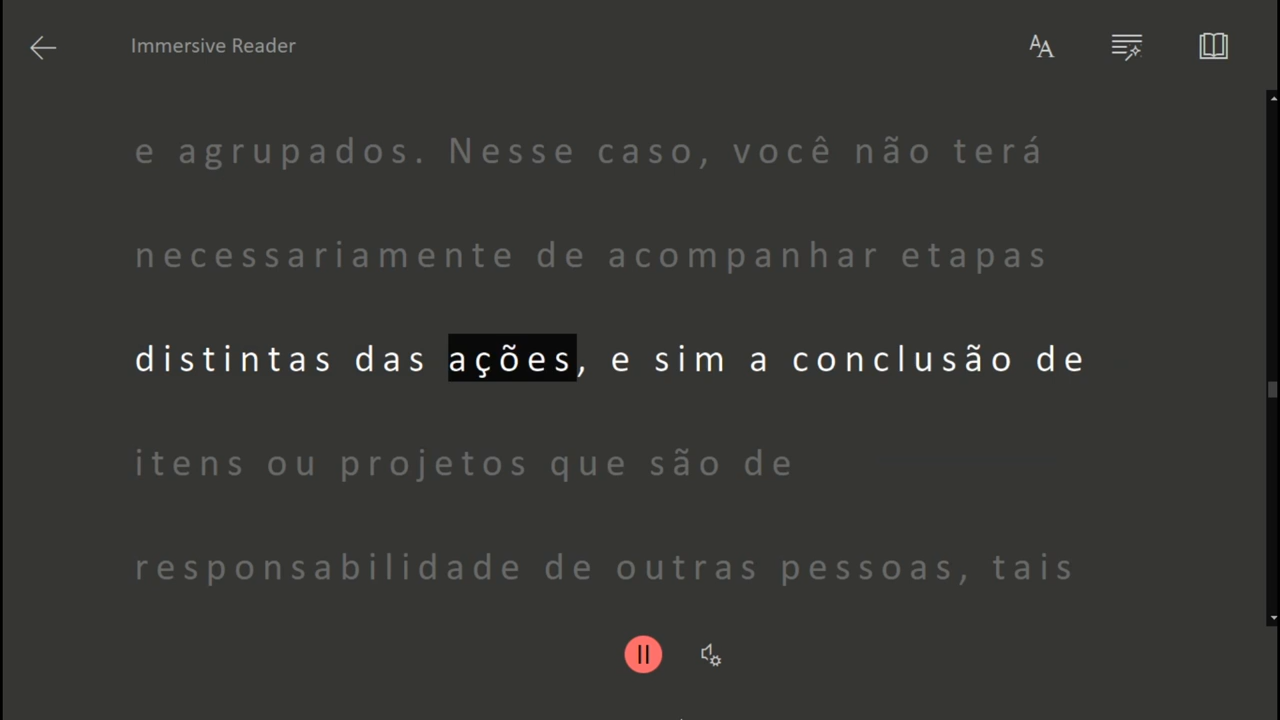 Immersive Reader
e agrupados. Nesse caso, você não terá
necessariamente de acompanhar etapas
distintas das ações, e sim a conclusão de
itens ou projetos que são de
responsabilidade de outras pessoas, tais